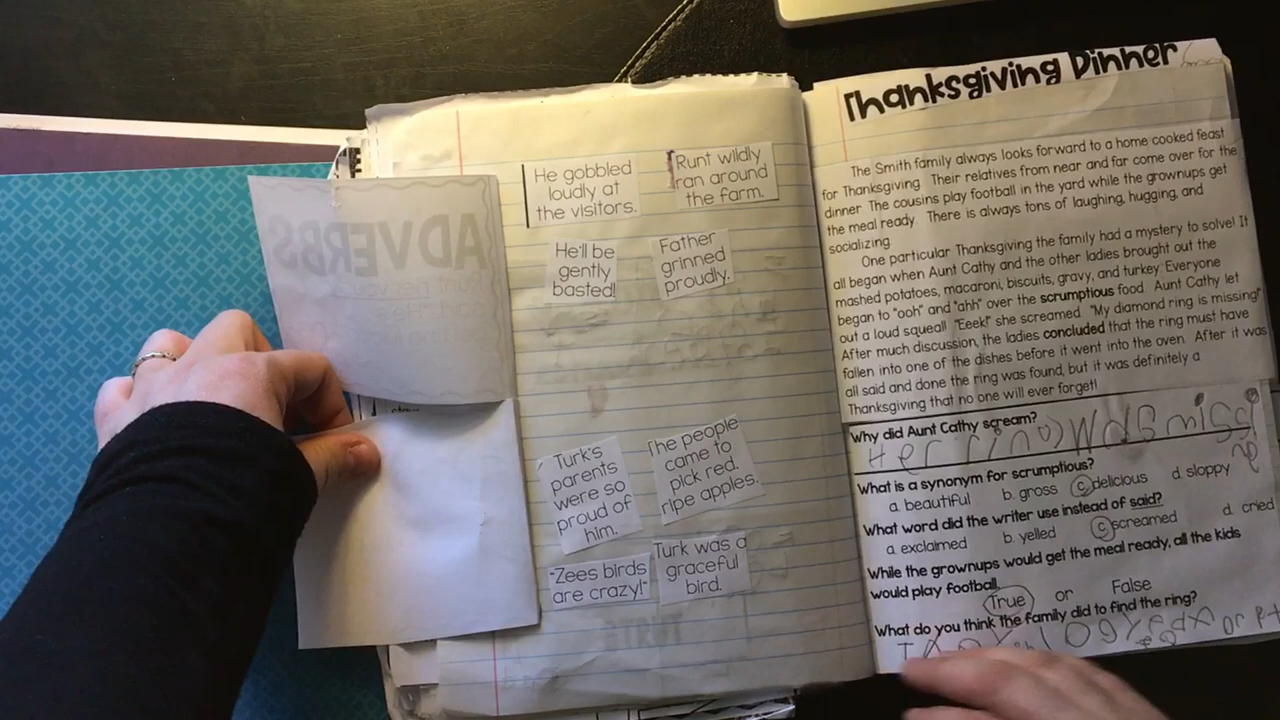 ADVERBS
He gobbled
loudly at
the visitors.
Runt wildly
ran around
the farm.
He'll be
gently
basted!
Father
grinned
proudly.
Turk's
parents
were so
proud of
him.
The people
came to
pick red,
ripe apples.
"Zees birds
are crazy!"
Turk was a
graceful
bird.
Thanksgiving Dinner
The Smith family always looks forward to a home cooked feast
for Thanksgiving. Their relatives from near and far come over for the
dinner. The cousins play football in the yard while the grownups get
the meal ready. There is always tons of laughing, hugging, and
socializing.
One particular Thanksgiving the family had a mystery to solve! It
all began when Aunt Cathy and the other ladies brought out the
mashed potatoes, macaroni, biscuits, gravy, and turkey. Everyone
began to "ooh" and "ahh" over the scrumptious food. Aunt Cathy let
out a loud squeal! "Eeek!" she screamed. "My diamond ring is missing!"
After much discussion, the ladies concluded that the ring must have
fallen into one of the dishes before it went into the oven. After it was
all said and done the ring was found, but it was definitely a
Thanksgiving that no one will ever forget!
Why did Aunt Cathy scream?
Her ring was missi
ng
What is a synonym for scrumptious?
a. beautiful b. gross c. delicious d. sloppy
What word did the writer use instead of said?
a. exclaimed b. yelled c. screamed d. cried
While the grownups would get the meal ready, all the kids
would play football.
True or False
What do you think the family did to find the ring?